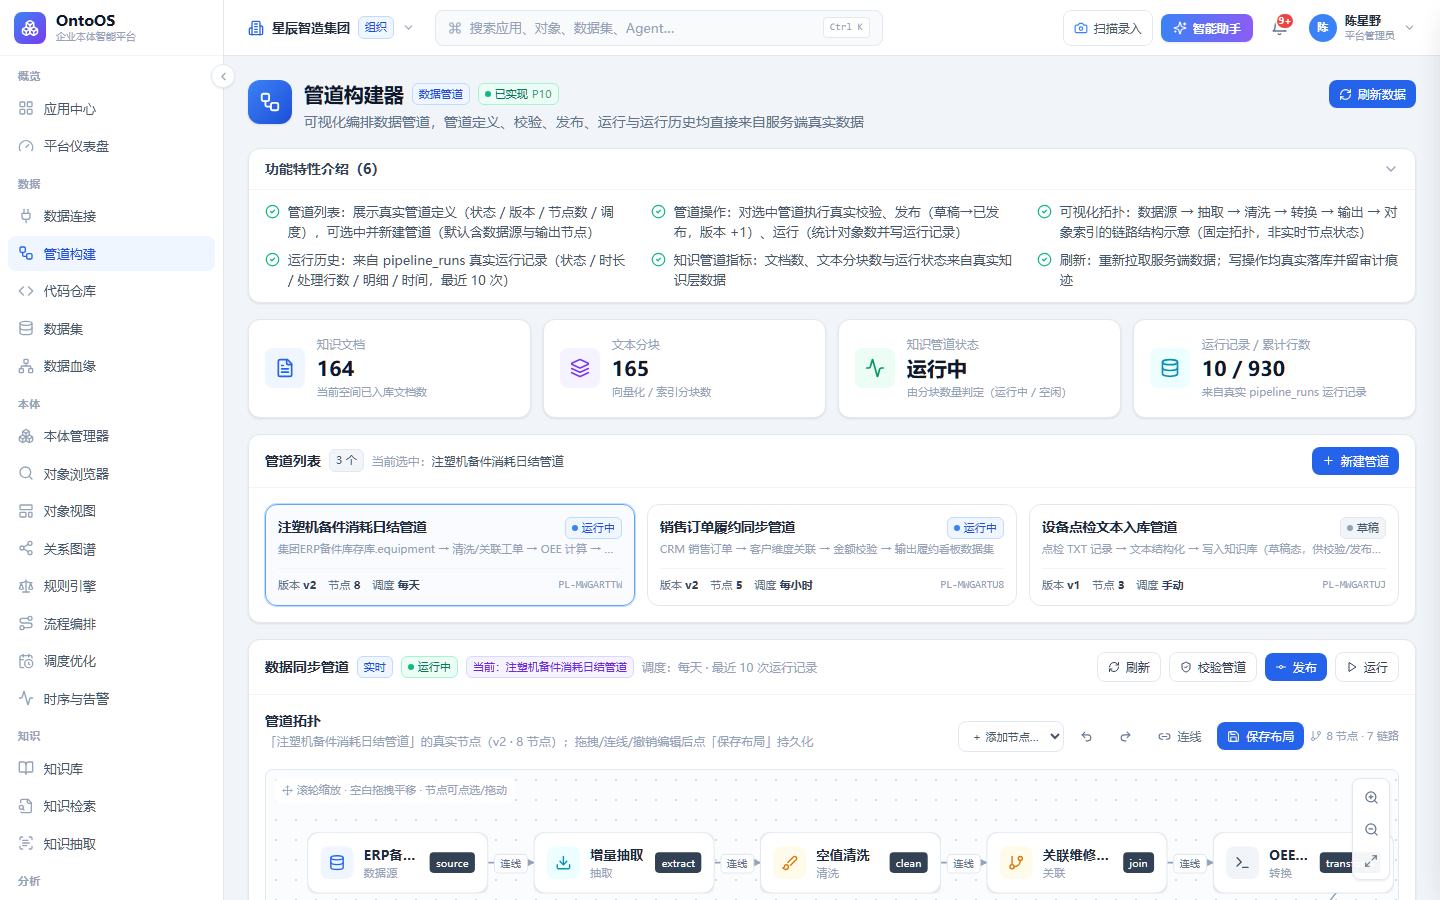 OntoOS
企业本体智能平台
星辰智造集团 组织
搜索应用、对象、数据集、Agent... Ctrl K
扫描录入
智能助手
9+
陈
陈星野
平台管理员
概览
应用中心
平台仪表盘
数据
数据连接
管道构建
代码仓库
数据集
数据血缘
本体
本体管理器
对象浏览器
对象视图
关系图谱
规则引擎
流程编排
调度优化
时序与告警
知识
知识库
知识检索
知识抽取
分析
管道构建器 数据管道 已实现 P10
可视化编排数据管道，管道定义、校验、发布、运行与运行历史均直接来自服务端真实数据
刷新数据
功能特性介绍（6）
管道列表：展示真实管道定义（状态 / 版本 / 节点数 / 调
度），可选中并新建管道（默认含数据源与输出节点）
管道操作：对选中管道执行真实校验、发布（草稿→已发
布，版本 +1）、运行（统计对象数并写运行记录）
可视化拓扑：数据源 → 抽取 → 清洗 → 转换 → 输出 → 对
象索引的链路结构示意（固定拓扑，非实时节点状态）
运行历史：来自 pipeline_runs 真实运行记录（状态 / 时长
/ 处理行数 / 明细 / 时间，最近 10 次）
知识管道指标：文档数、文本分块数与运行状态来自真实知
识层数据
刷新：重新拉取服务端数据；写操作均真实落库并留审计痕
迹
知识文档
164
当前空间已入库文档数
文本分块
165
向量化 / 索引分块数
知识管道状态
运行中
由分块数量判定（运行中 / 空闲）
运行记录 / 累计行数
10 / 930
来自真实 pipeline_runs 运行记录
管道列表 3 个 当前选中：注塑机备件消耗日结管道
新建管道
注塑机备件消耗日结管道 运行中
集团ERP备件库存库.equipment → 清洗/关联工单 → OEE 计算 → ...
版本 v2 节点 8 调度 每天 PL-MWGARTTW
销售订单履约同步管道 运行中
CRM 销售订单 → 客户维度关联 → 金额校验 → 输出履约看板数据集
版本 v2 节点 5 调度 每小时 PL-MWGARTU8
设备点检文本入库管道 草稿
点检 TXT 记录 → 文本结构化 → 写入知识库（草稿态，供校验/发布...
版本 v1 节点 3 调度 手动 PL-MWGARTUJ
数据同步管道 实时 运行中 当前：注塑机备件消耗日结管道 调度：每天 · 最近 10 次运行记录
刷新
校验管道
发布
运行
管道拓扑
「注塑机备件消耗日结管道」的真实节点（v2 · 8 节点）；拖拽/连线/撤销编辑后点「保存布局」持久化
+ 添加节点...
连线
保存布局
8 节点 · 7 链路
滚轮缩放 · 空白拖拽平移 · 节点可点选/拖动
ERP备... source
数据源
连线
增量抽取 extract
抽取
连线
空值清洗 clean
清洗
连线
关联维修... join
关联
连线
OEE...
转换